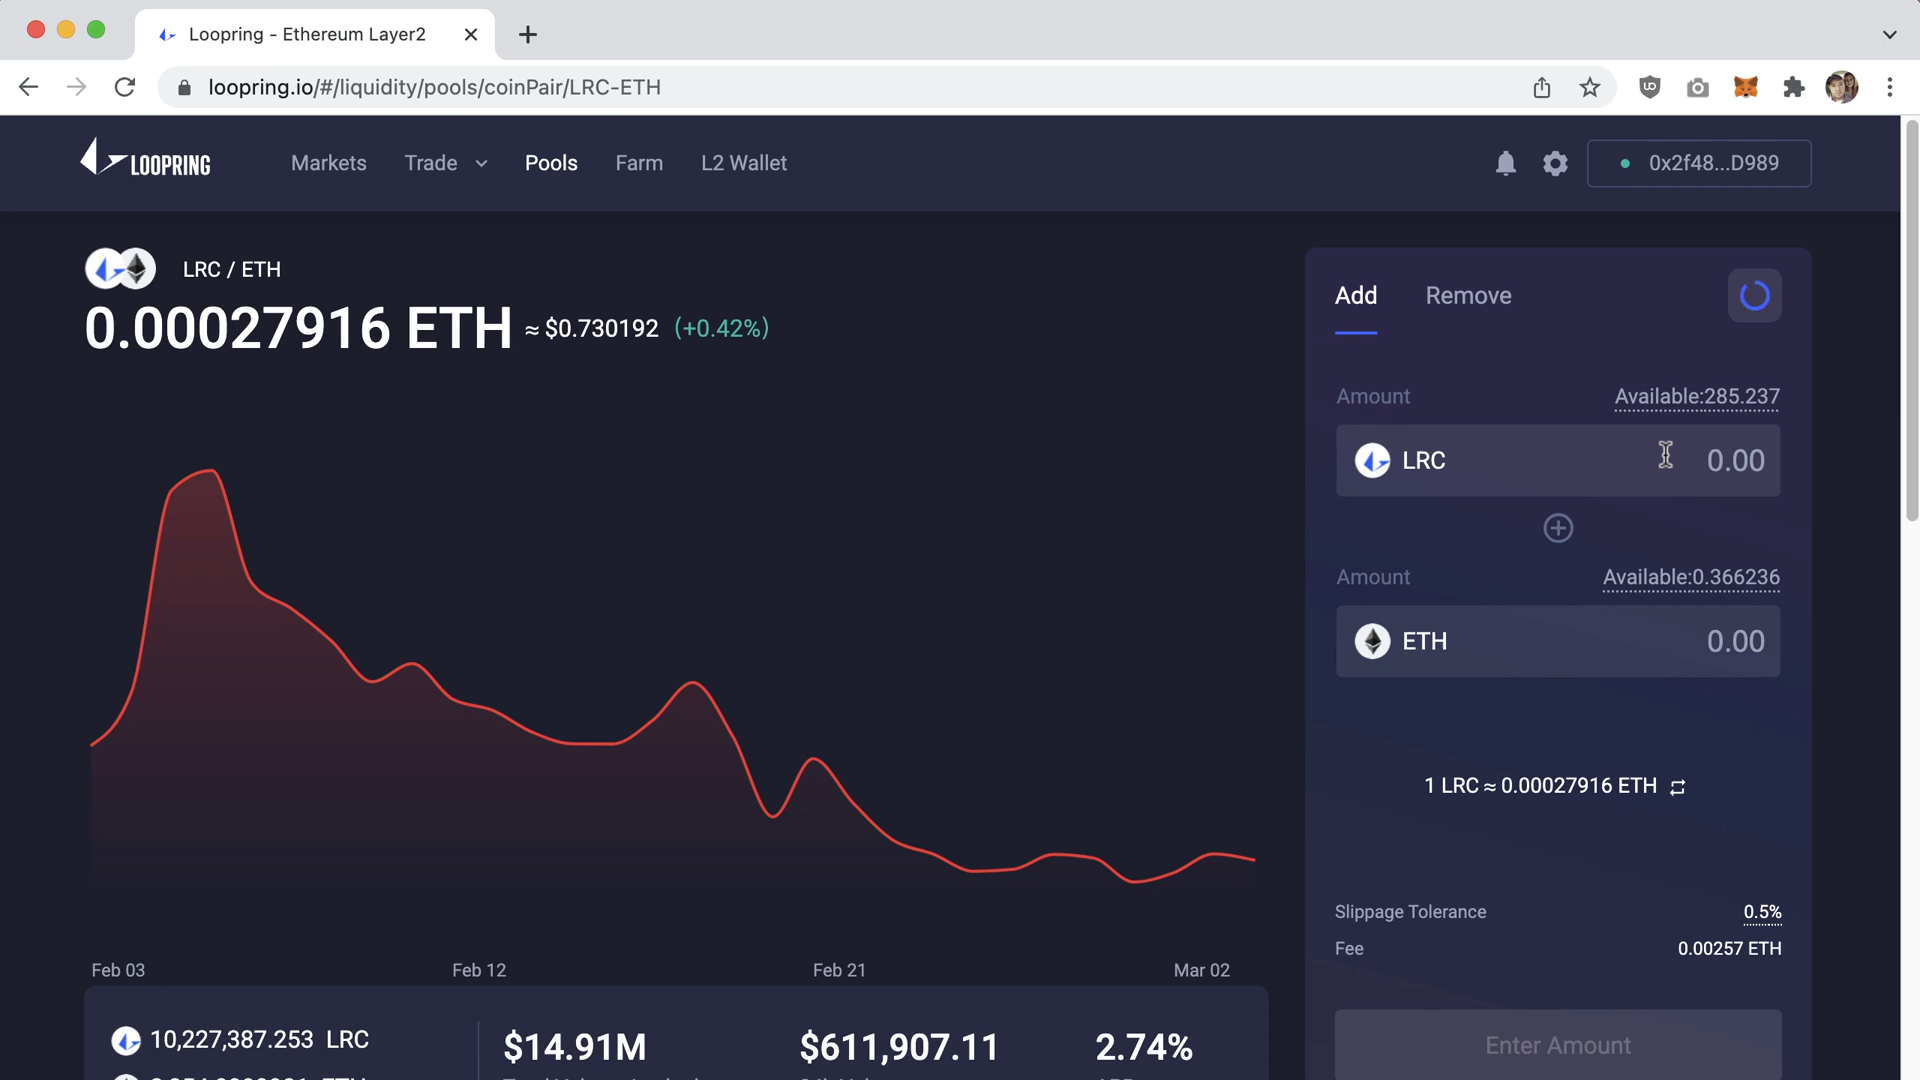 Loopring - Ethereum Layer2
loopring.io/#/liquidity/pools/coinPair/LRC-ETH
LOOPRING
Markets
Trade
Pools
Farm
L2 Wallet
0x2f48...D989
LRC / ETH
0.00027916 ETH ≈ $0.730192 (+0.42%)
Add
Remove
Amount
Available:285.237
LRC
0.00
Amount
Available:0.366236
ETH
0.00
1 LRC ≈ 0.00027916 ETH
Slippage Tolerance
0.5%
Fee
0.00257 ETH
Enter Amount
Feb 03
Feb 12
Feb 21
Mar 02
10,227,387.253 LRC
$14.91M
$611,907.11
2.74%